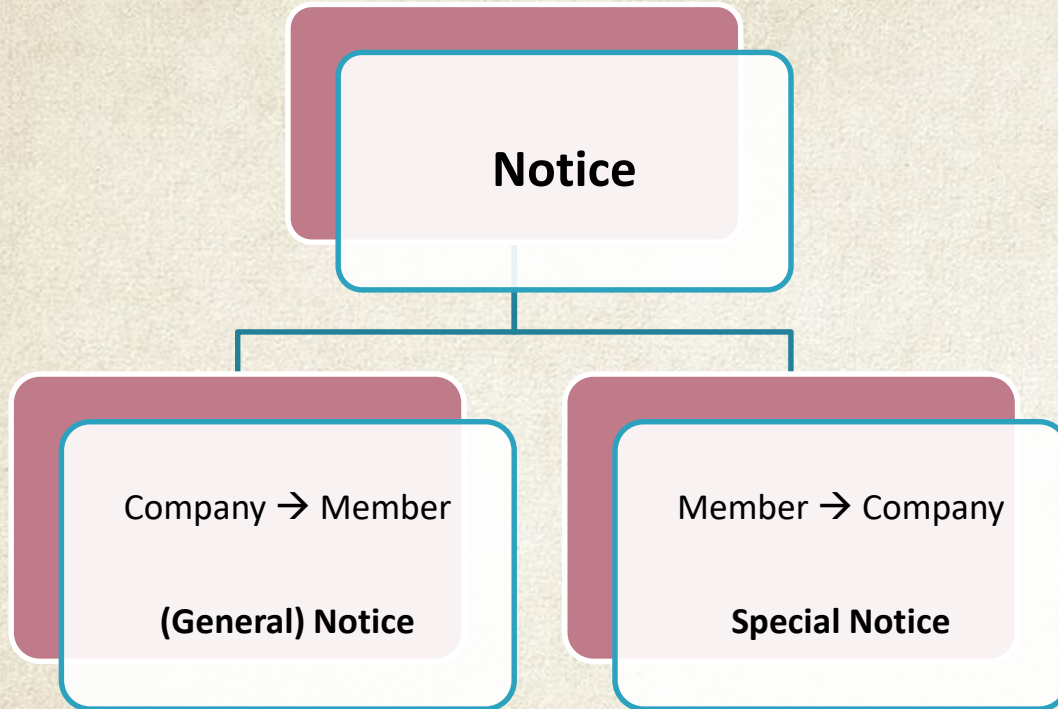 Notice
Company → Member
(General) Notice
Member → Company
Special Notice